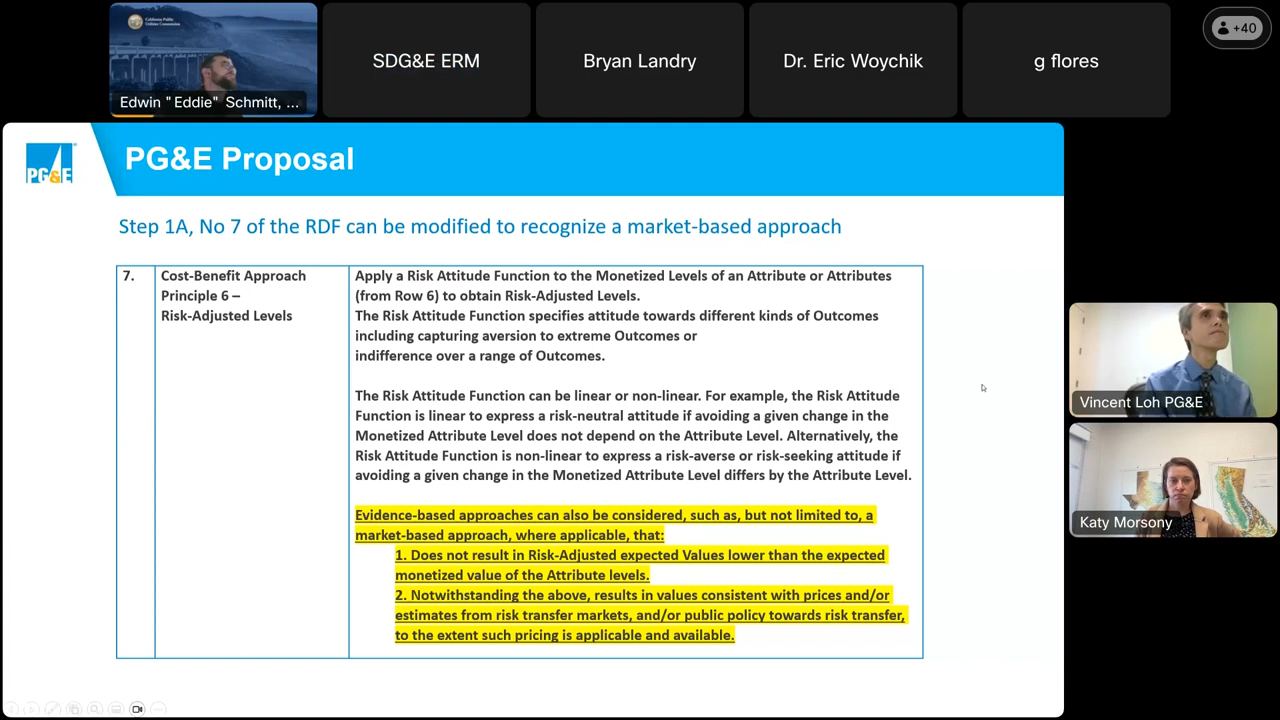 California Public
Utilities Commission
Edwin "Eddie" Schmitt, ...
SDG&E ERM
Bryan Landry
Dr. Eric Woychik
g flores
+40
PG&E
PG&E Proposal
Step 1A, No 7 of the RDF can be modified to recognize a market-based approach
7.
Cost-Benefit Approach
Principle 6 –
Risk-Adjusted Levels
Apply a Risk Attitude Function to the Monetized Levels of an Attribute or Attributes
(from Row 6) to obtain Risk-Adjusted Levels.
The Risk Attitude Function specifies attitude towards different kinds of Outcomes
including capturing aversion to extreme Outcomes or
indifference over a range of Outcomes.
The Risk Attitude Function can be linear or non-linear. For example, the Risk Attitude
Function is linear to express a risk-neutral attitude if avoiding a given change in the
Monetized Attribute Level does not depend on the Attribute Level. Alternatively, the
Risk Attitude Function is non-linear to express a risk-averse or risk-seeking attitude if
avoiding a given change in the Monetized Attribute Level differs by the Attribute Level.
Evidence-based approaches can also be considered, such as, but not limited to, a
market-based approach, where applicable, that:
1. Does not result in Risk-Adjusted expected Values lower than the expected
monetized value of the Attribute levels.
2. Notwithstanding the above, results in values consistent with prices and/or
estimates from risk transfer markets, and/or public policy towards risk transfer,
to the extent such pricing is applicable and available.
Vincent Loh PG&E
Katy Morsony